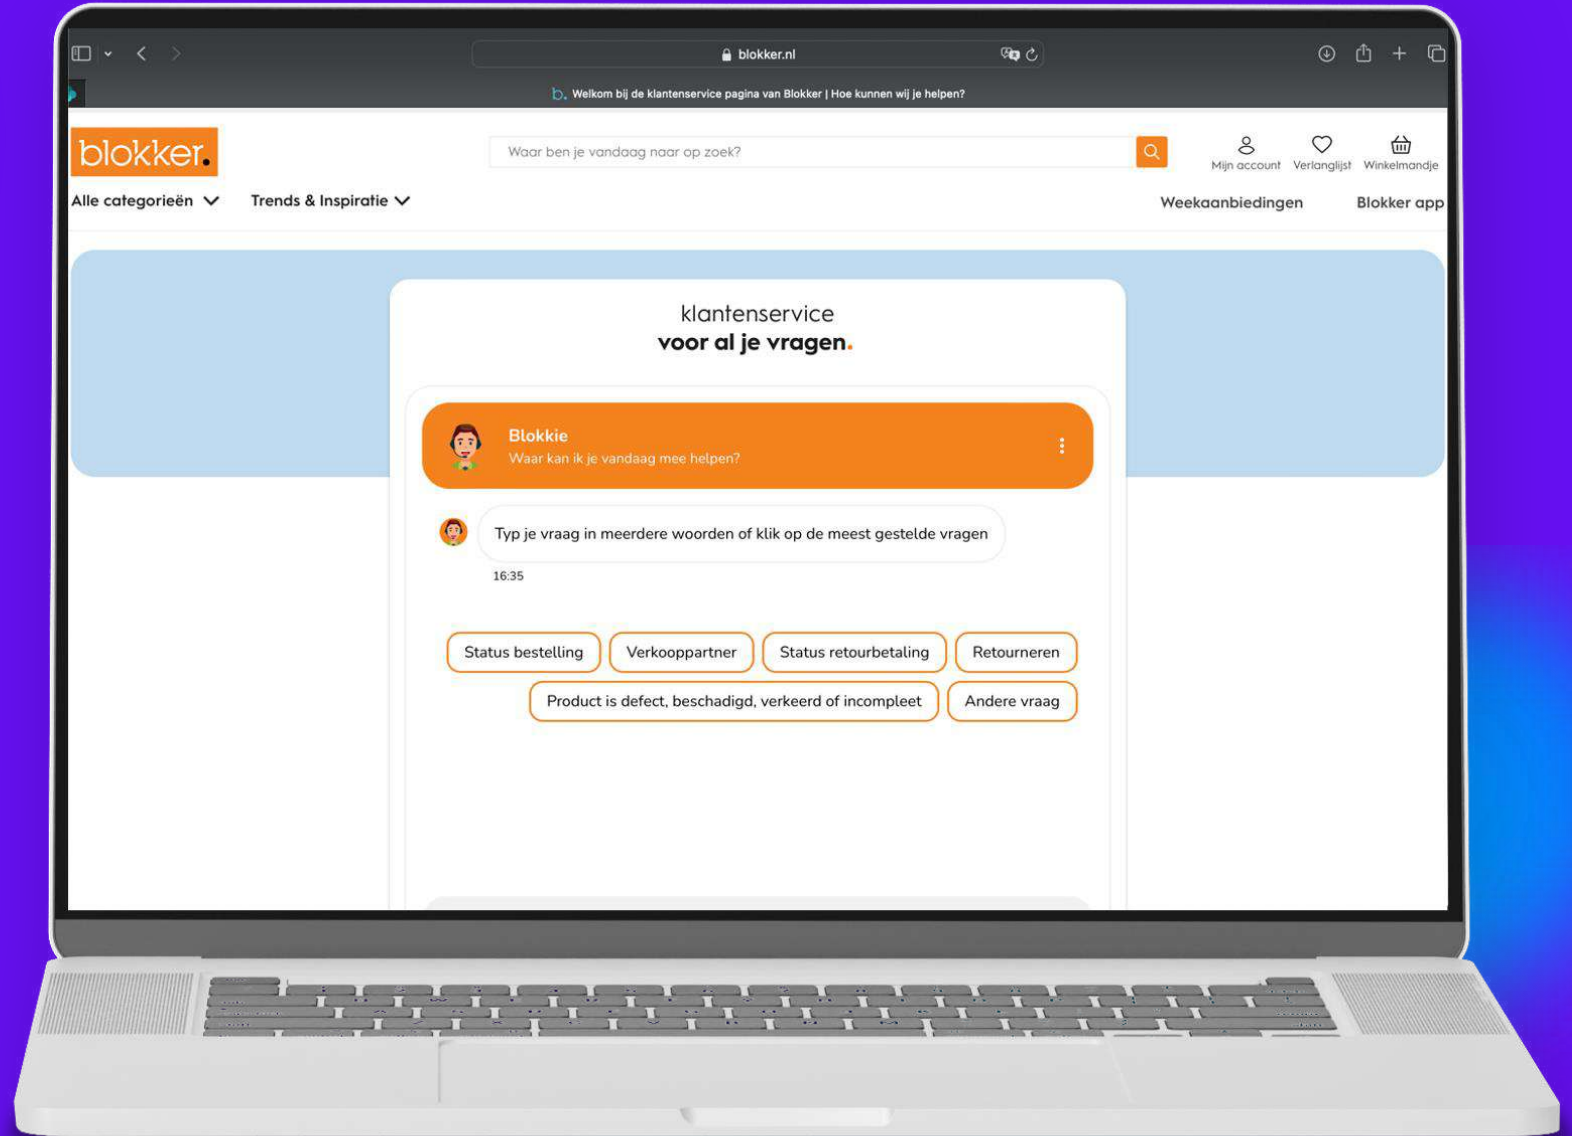 blokker.nl
b. Welkom bij de klantenservice pagina van Blokker | Hoe kunnen wij je helpen?
blokker.
Waar ben je vandaag naar op zoek?
Mijn account
Verlanglijst
Winkelmandje
Alle categorieën
Trends & Inspiratie
Weekaanbiedingen
Blokker app
klantenservice
voor al je vragen.
Blokkie
Waar kan ik je vandaag mee helpen?
Typ je vraag in meerdere woorden of klik op de meest gestelde vragen
16:35
Status bestelling
Verkooppartner
Status retourbetaling
Retourneren
Product is defect, beschadigd, verkeerd of incompleet
Andere vraag